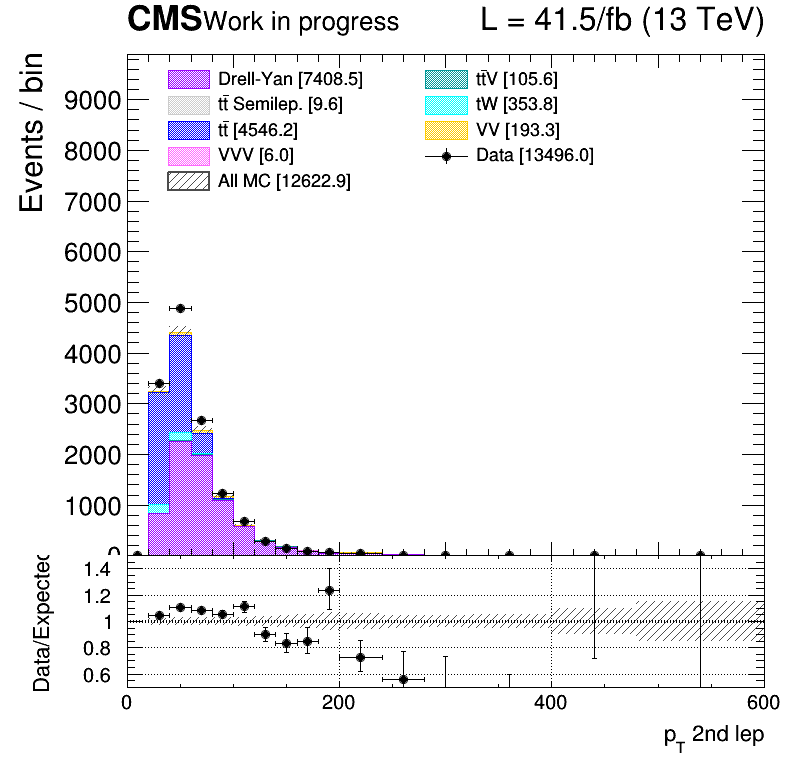 CMS Work in progress L = 41.5/fb (13 TeV)
Events / bin
Drell-Yan [7408.5]
tt̄ Semilep. [9.6]
tt̄ [4546.2]
VVV [6.0]
All MC [12622.9]
tt̄V [105.6]
tW [353.8]
VV [193.3]
Data [13496.0]
9000
8000
7000
6000
5000
4000
3000
2000
1000
0
Data/Expected
1.4
1.2
1
0.8
0.6
0 200 400 600
p_T 2nd lep